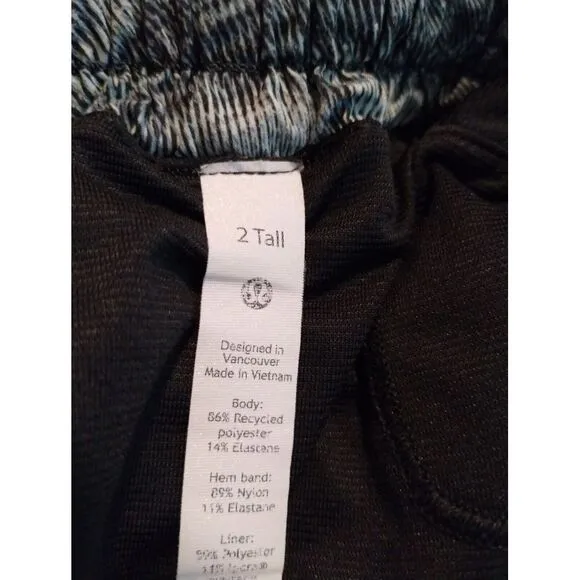 2 Tall
Designed in
Vancouver
Made in Vietnam
Body:
86% Recycled
polyester
14% Elastane
Hem band:
89% Nylon
11% Elastane
Liner:
Polyester